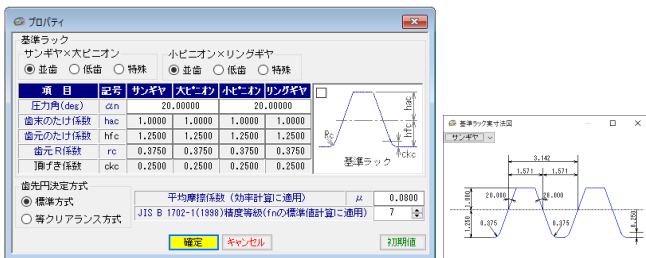 プロパティ
基準ラック
サンギヤ×大ピニオン
小ピニオン×リングギヤ
並歯 低歯 特殊
並歯 低歯 特殊
項 目 記号 サンギヤ 大ピニオン 小ピニオン リングギヤ
圧力角(deg) αn 20.00000 20.00000
歯末のたけ係数 hac 1.0000 1.0000 1.0000 1.0000
歯元のたけ係数 hfc 1.2500 1.2500 1.2500 1.2500
歯元R係数 rc 0.3750 0.3750 0.3750 0.3750
頂げき係数 ckc 0.2500 0.2500 0.2500 0.2500
hac
hfc
Rc
ckc
基準ラック
歯先円決定方式
標準方式
等クリアランス方式
平均摩擦係数 (効率計算に適用) μ 0.0800
JIS B 1702-1(1998)精度等級(fnの標準値計算に適用) 7
確定 キャンセル 初期値
基準ラック実寸法図
サンギヤ
3.142
1.571 1.571
1.000
20.000 20.000
1.250
0.375 0.375
0.250